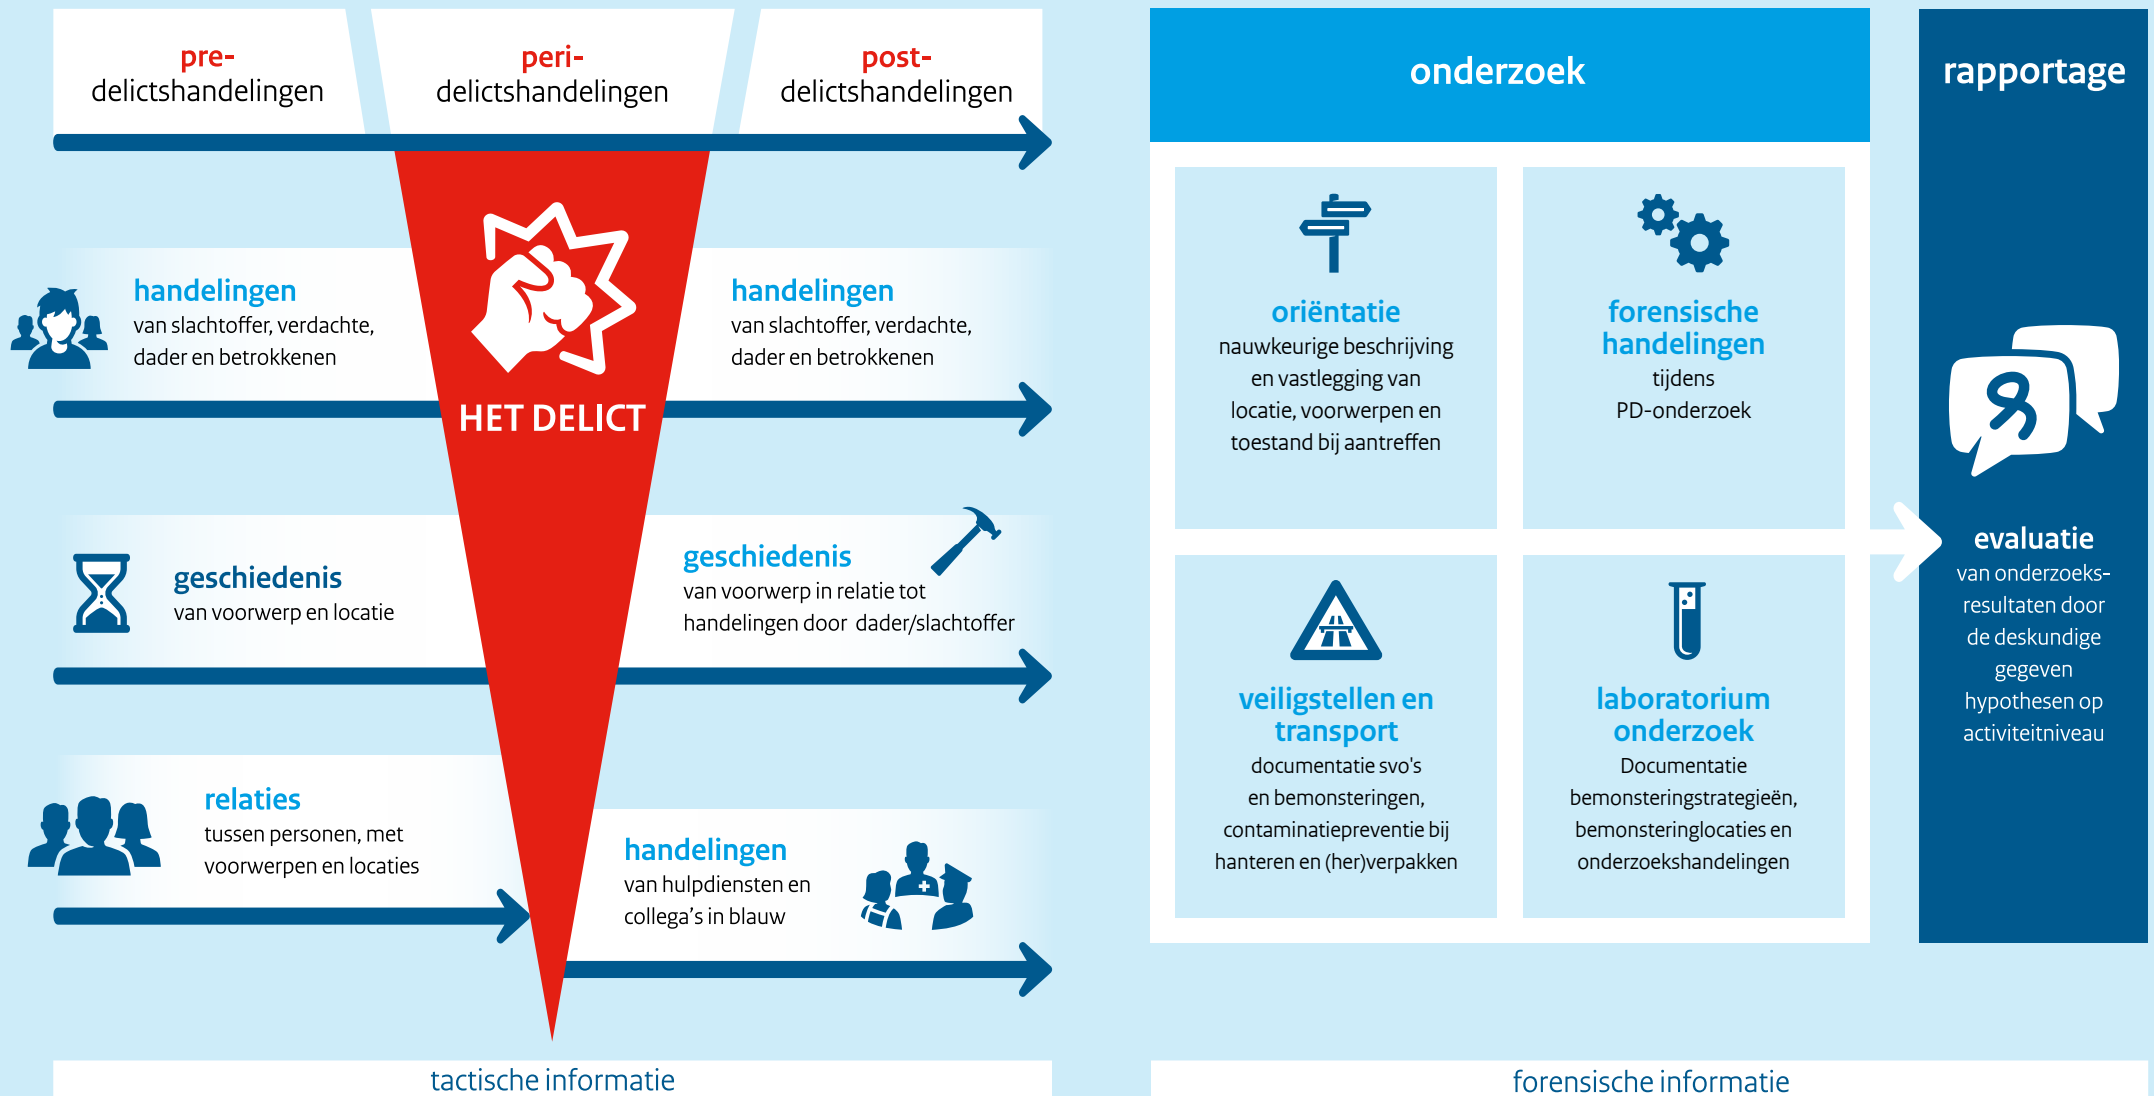 pre-
delictshandelingen
peri-
delictshandelingen
post-
delictshandelingen
handelingen
van slachtoffer, verdachte,
dader en betrokkenen
HET DELICT
handelingen
van slachtoffer, verdachte,
dader en betrokkenen
geschiedenis
van voorwerp en locatie
geschiedenis
van voorwerp in relatie tot
handelingen door dader/slachtoffer
relaties
tussen personen, met
voorwerpen en locaties
handelingen
van hulpdiensten en
collega’s in blauw
tactische informatie
onderzoek
oriëntatie
nauwkeurige beschrijving
en vastlegging van
locatie, voorwerpen en
toestand bij aantreffen
forensische
handelingen
tijdens
PD-onderzoek
veiligstellen en
transport
documentatie svo's
en bemonsteringen,
contaminatiepreventie bij
hanteren en (her)verpakken
laboratorium
onderzoek
Documentatie
bemonsteringstrategieën,
bemonsteringlocaties en
onderzoekshandelingen
rapportage
evaluatie
van onderzoeks-
resultaten door
de deskundige
gegeven
hypothesen op
activiteitniveau
forensische informatie